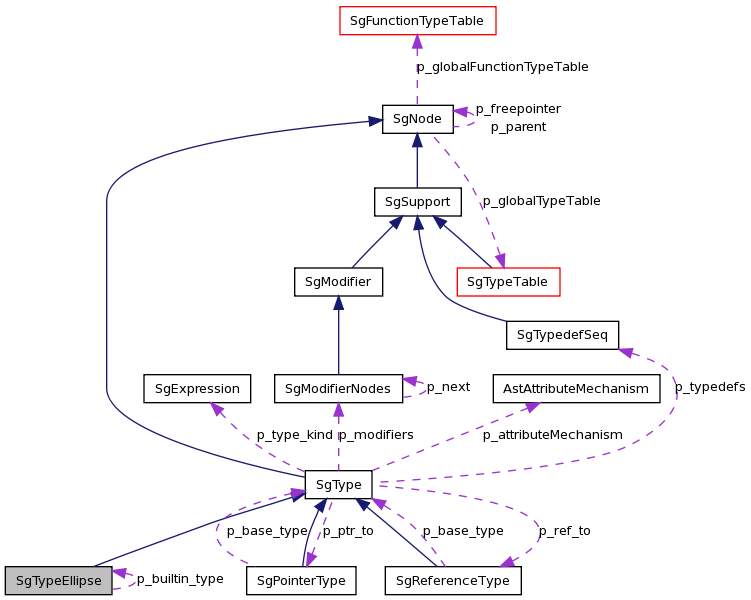 SgFunctionTypeTable
p_globalFunctionTypeTable
SgNode
p_freepointer
p_parent
SgSupport
p_globalTypeTable
SgModifier
SgTypeTable
SgTypedefSeq
SgExpression
SgModifierNodes
p_next
AstAttributeMechanism
p_typedefs
p_type_kind
p_modifiers
p_attributeMechanism
SgType
p_base_type
p_ptr_to
p_base_type
p_ref_to
SgTypeEllipse
p_builtin_type
SgPointerType
SgReferenceType